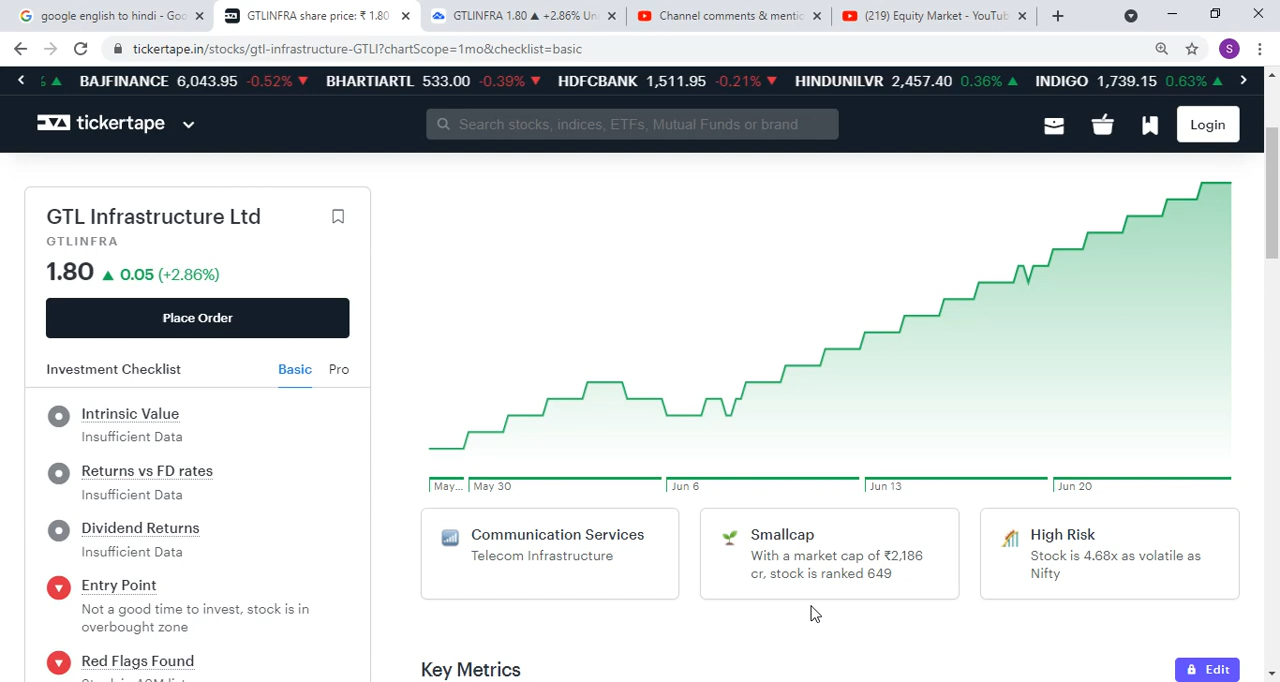 google english to hindi - Goo
GTLINFRA share price: ₹ 1.80
GTLINFRA 1.80 ▲ +2.86% Un
Channel comments & mentio
(219) Equity Market - YouTub
tickertape.in/stocks/gtl-infrastructure-GTLI?chartScope=1mo&checklist=basic
S
% ▲ BAJFINANCE 6,043.95 -0.52% ▼ BHARTIARTL 533.00 -0.39% ▼ HDFCBANK 1,511.95 -0.21% ▼ HINDUNILVR 2,457.40 0.36% ▲ INDIGO 1,739.15 0.63% ▲
tickertape
Search stocks, indices, ETFs, Mutual Funds or brand
Login
GTL Infrastructure Ltd
GTLINFRA
1.80 ▲ 0.05 (+2.86%)
Place Order
Investment Checklist Basic Pro
Intrinsic Value
Insufficient Data
Returns vs FD rates
Insufficient Data
Dividend Returns
Insufficient Data
Entry Point
Not a good time to invest, stock is in
overbought zone
Red Flags Found
May... May 30 Jun 6 Jun 13 Jun 20
Communication Services
Telecom Infrastructure
Smallcap
With a market cap of ₹2,186
cr, stock is ranked 649
High Risk
Stock is 4.68x as volatile as
Nifty
Key Metrics
Edit